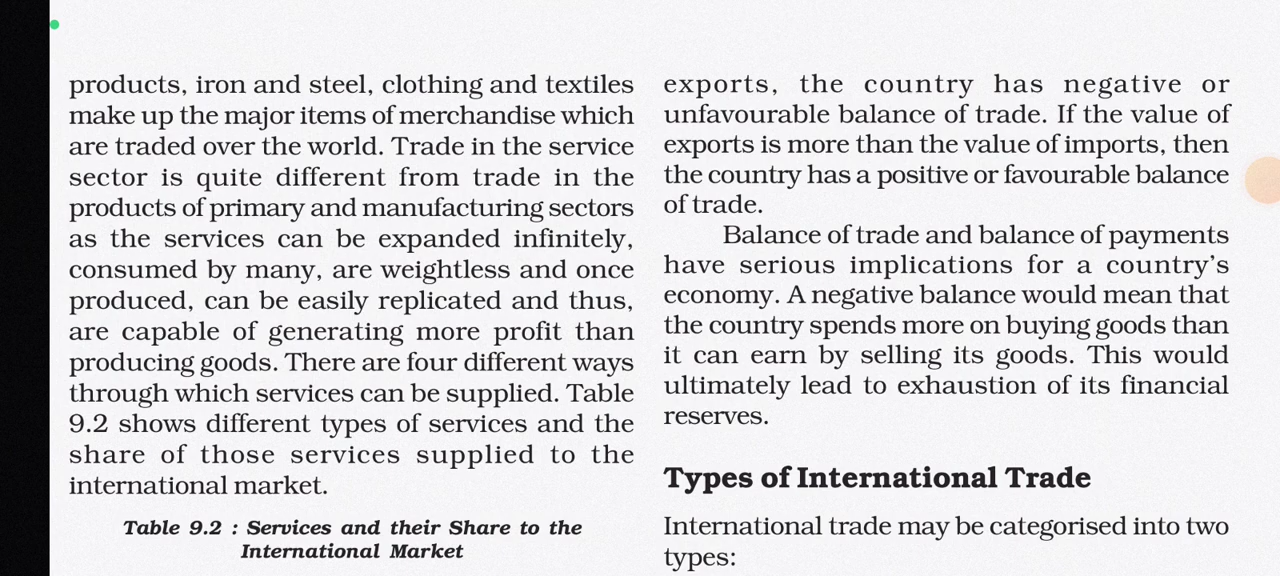 products, iron and steel, clothing and textiles
make up the major items of merchandise which
are traded over the world. Trade in the service
sector is quite different from trade in the
products of primary and manufacturing sectors
as the services can be expanded infinitely,
consumed by many, are weightless and once
produced, can be easily replicated and thus,
are capable of generating more profit than
producing goods. There are four different ways
through which services can be supplied. Table
9.2 shows different types of services and the
share of those services supplied to the
international market.
Table 9.2 : Services and their Share to the
International Market
exports, the country has negative or
unfavourable balance of trade. If the value of
exports is more than the value of imports, then
the country has a positive or favourable balance
of trade.
Balance of trade and balance of payments
have serious implications for a country's
economy. A negative balance would mean that
the country spends more on buying goods than
it can earn by selling its goods. This would
ultimately lead to exhaustion of its financial
reserves.
Types of International Trade
International trade may be categorised into two
types: